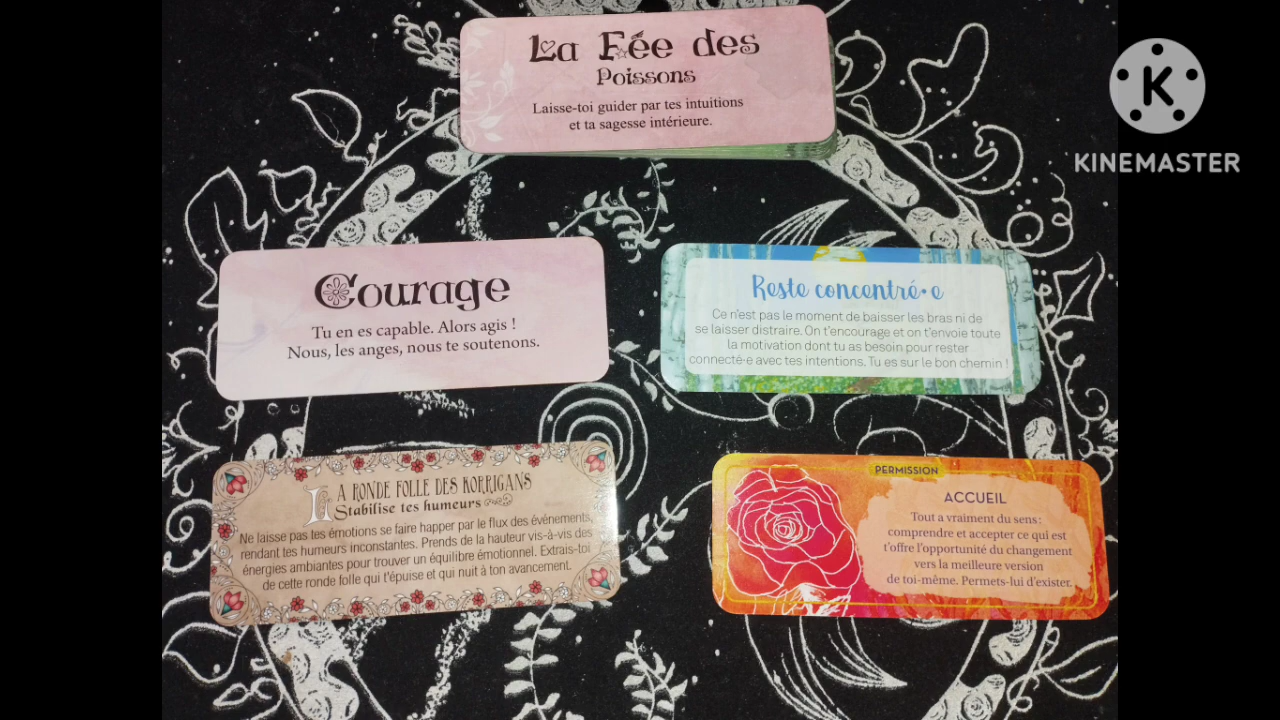 La Fée des
Poissons
Laisse-toi guider par tes intuitions
et ta sagesse intérieure.
K
KINEMASTER
Courage
Tu en es capable. Alors agis !
Nous, les anges, nous te soutenons.
Reste concentré•e
Ce n'est pas le moment de baisser les bras ni de
se laisser distraire. On t'encourage et on t'envoie toute
la motivation dont tu as besoin pour rester
connecté•e avec tes intentions. Tu es sur le bon chemin !
LA RONDE FOLLE DES KORRIGANS
Stabilise tes humeurs
Ne laisse pas tes émotions se faire happer par le flux des événements,
rendant tes humeurs inconstantes. Prends de la hauteur vis-à-vis des
énergies ambiantes pour trouver un équilibre émotionnel. Extrais-toi
de cette ronde folle qui t'épuise et qui nuit à ton avancement.
PERMISSION
ACCUEIL
Tout a vraiment du sens :
comprendre et accepter ce qui est
t'offre l'opportunité du changement
vers la meilleure version
de toi-même. Permets-lui d'exister.